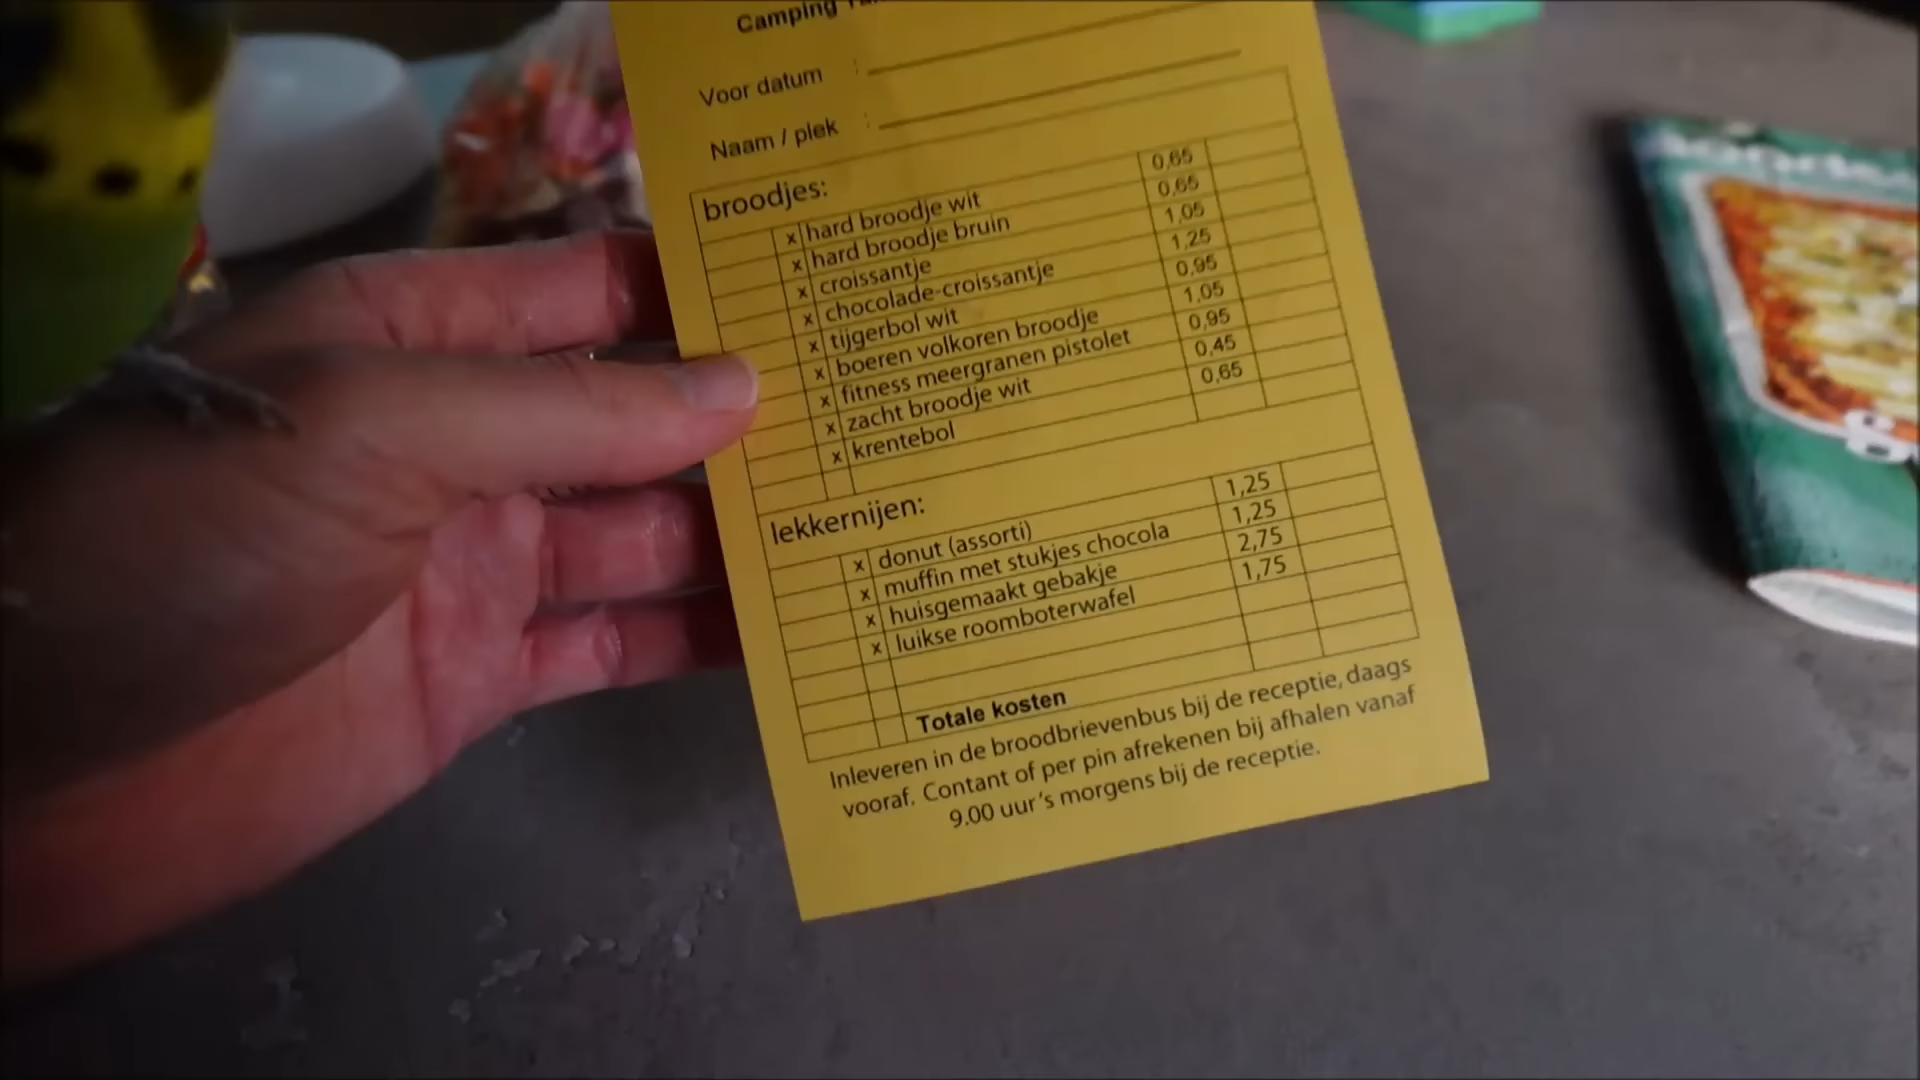 Camping
Voor datum :
Naam / plek :
broodjes:
x hard broodje wit 0,65
x hard broodje bruin 0,65
x croissantje 1,05
x chocolade-croissantje 1,25
x tijgerbol wit 0,95
x boeren volkoren broodje 1,05
x fitness meergranen pistolet 0,95
x zacht broodje wit 0,45
x krentebol 0,65
lekkernijen:
x donut (assorti) 1,25
x muffin met stukjes chocola 1,25
x huisgemaakt gebakje 2,75
x luikse roomboterwafel 1,75
Totale kosten
Inleveren in de broodbrievenbus bij de receptie, daags
vooraf. Contant of per pin afrekenen bij afhalen vanaf
9.00 uur's morgens bij de receptie.